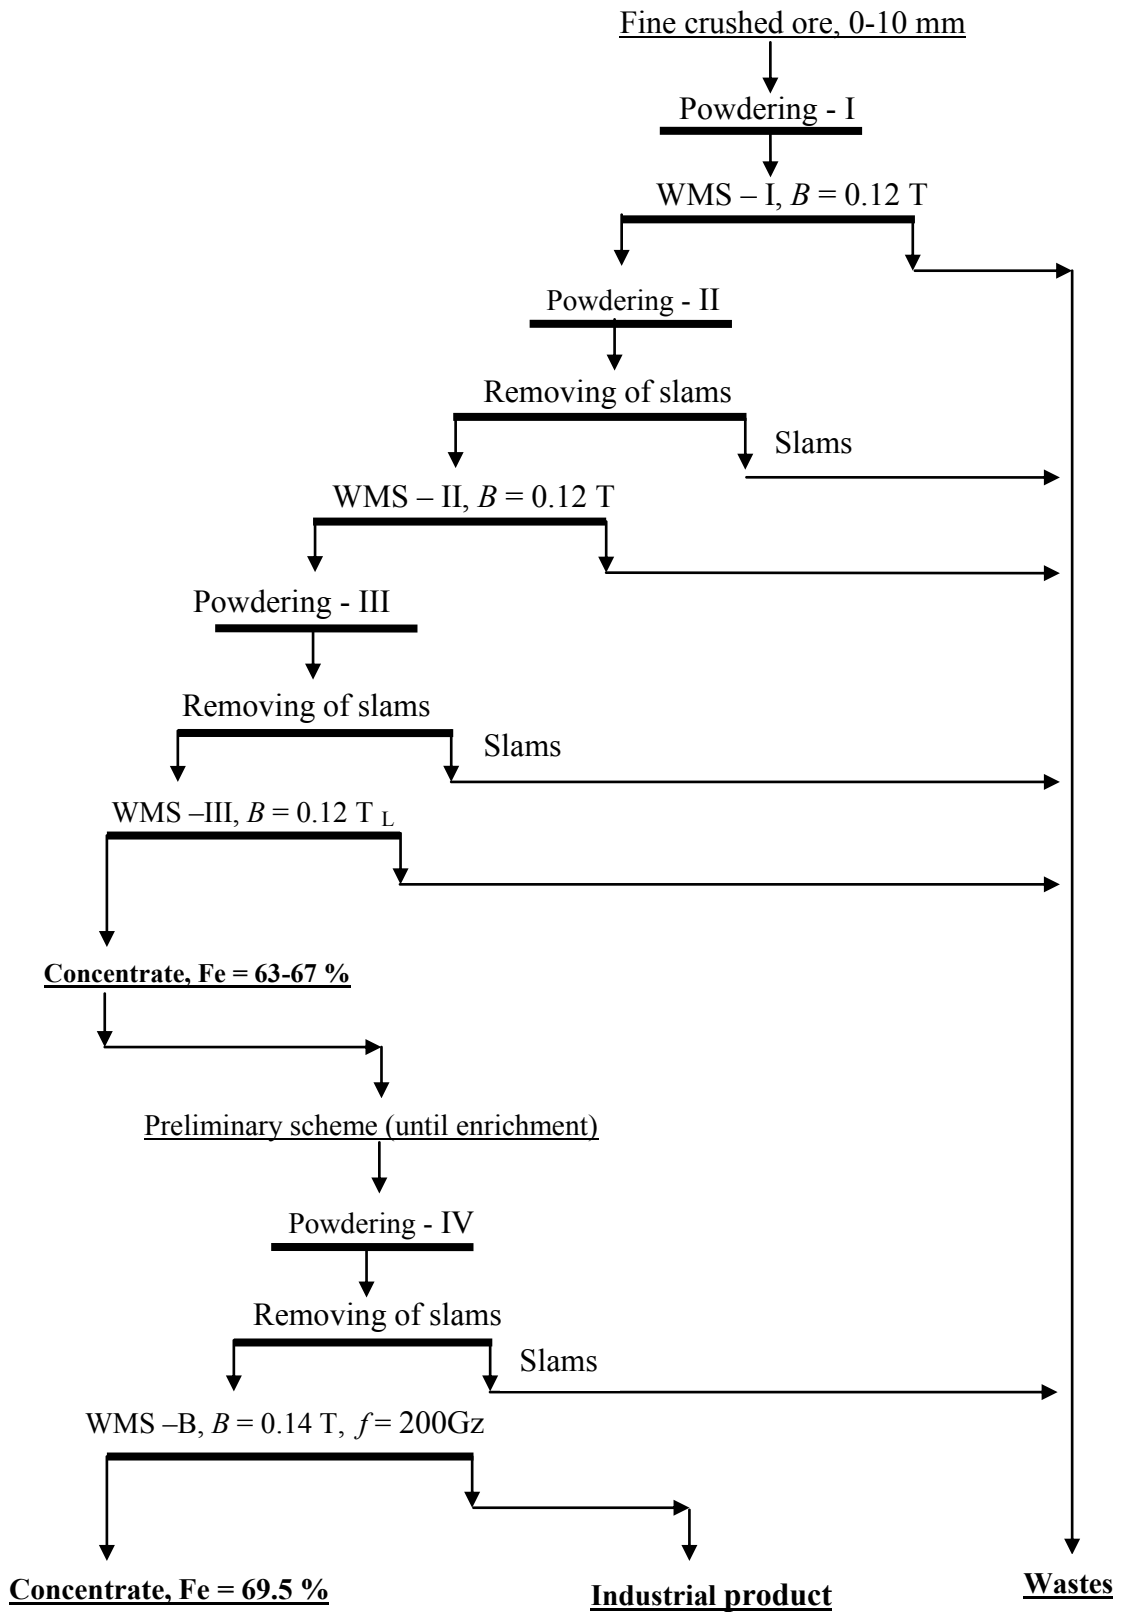 Fine crushed ore, 0-10 mm
Powdering - I
WMS – I, B = 0.12 T
Powdering - II
Removing of slams
Slams
WMS – II, B = 0.12 T
Powdering - III
Removing of slams
Slams
WMS –III, B = 0.12 T L
Concentrate, Fe = 63-67 %
Preliminary scheme (until enrichment)
Powdering - IV
Removing of slams
Slams
WMS –B, B = 0.14 T, f = 200Gz
Concentrate, Fe = 69.5 %
Industrial product
Wastes